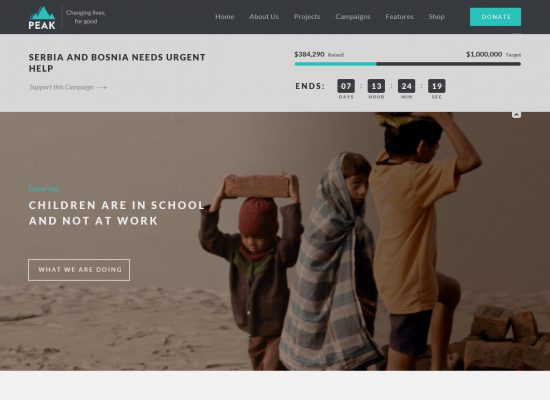 PEAK
Changing lives,
for good
Home About Us Projects Campaigns Features Shop
DONATE
SERBIA AND BOSNIA NEEDS URGENT
HELP
Support this Campaign
$384,290 Raised
$1,000,000 Target
ENDS: 07 : 13 : 24 : 19
DAYS HOUR MIN SEC
Ensuring
CHILDREN ARE IN SCHOOL
AND NOT AT WORK
WHAT WE ARE DOING